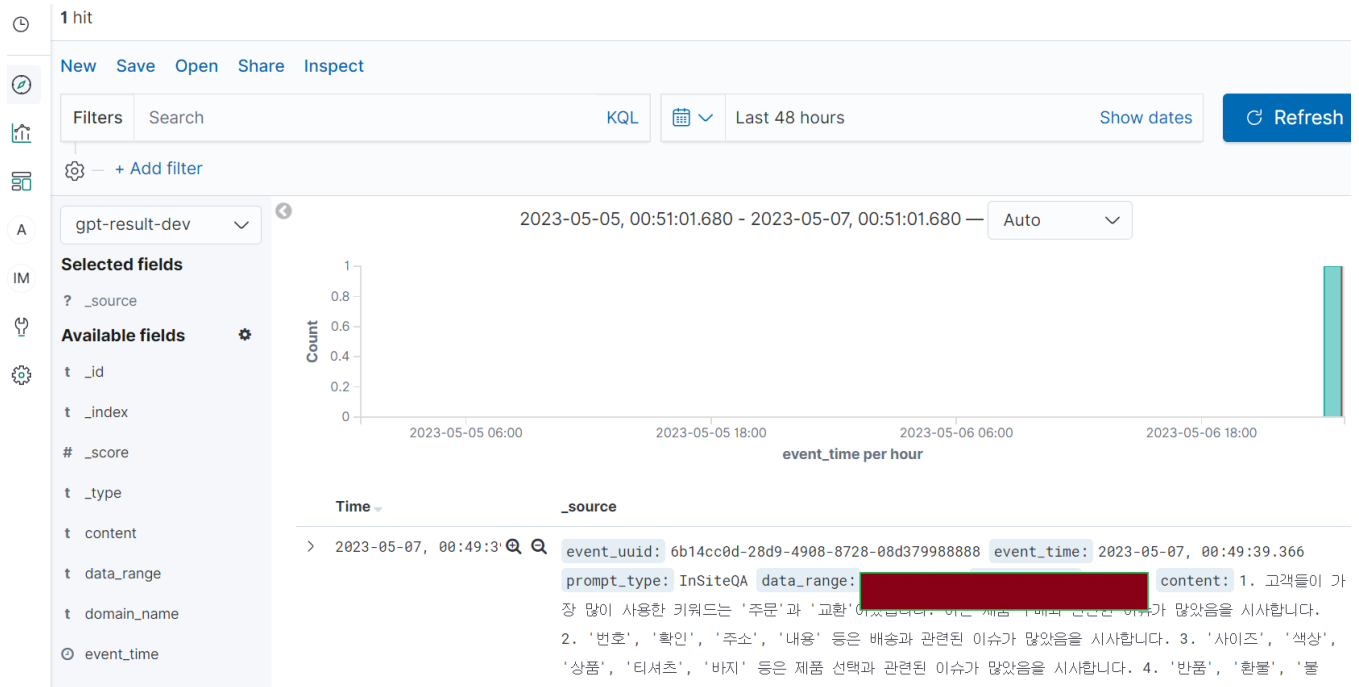 1 hit
New Save Open Share Inspect
Filters Search KQL Last 48 hours Show dates Refresh
+ Add filter
gpt-result-dev
Selected fields
? _source
Available fields
t _id
t _index
# _score
t _type
t content
t data_range
t domain_name
event_time
A
IM
2023-05-05, 00:51:01.680 - 2023-05-07, 00:51:01.680 — Auto
Count
1
0.8
0.6
0.4
0.2
0
2023-05-05 06:00 2023-05-05 18:00 2023-05-06 06:00 2023-05-06 18:00
event_time per hour
Time _source
2023-05-07, 00:49:39 event_uuid: 6b14cc0d-28d9-4908-8728-08d379988888 event_time: 2023-05-07, 00:49:39.366
prompt_type: InSiteQA data_range: content: 1. 고객들이 가
장 많이 사용한 키워드는 '주문'과 '교환' 이슈가 많았음을 시사합니다.
2. '번호', '확인', '주소', '내용' 등은 배송과 관련된 이슈가 많았음을 시사합니다. 3. '사이즈', '색상',
'상품', '티셔츠', '바지' 등은 제품 선택과 관련된 이슈가 많았음을 시사합니다. 4. '반품', '환불', '불